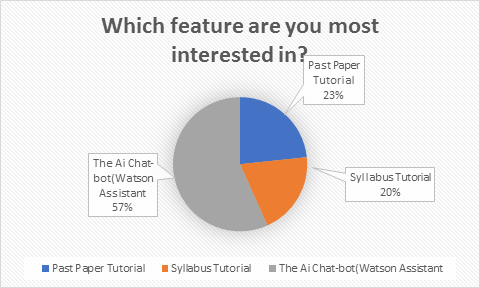 Which feature are you most
interested in?
Past Paper
Tutorial
23%
Syllabus Tutorial
20%
The Ai Chat-
bot(Watson
Assistant
57%
Past Paper Tutorial
Syllabus Tutorial
The Ai Chat-bot(Watson Assistant